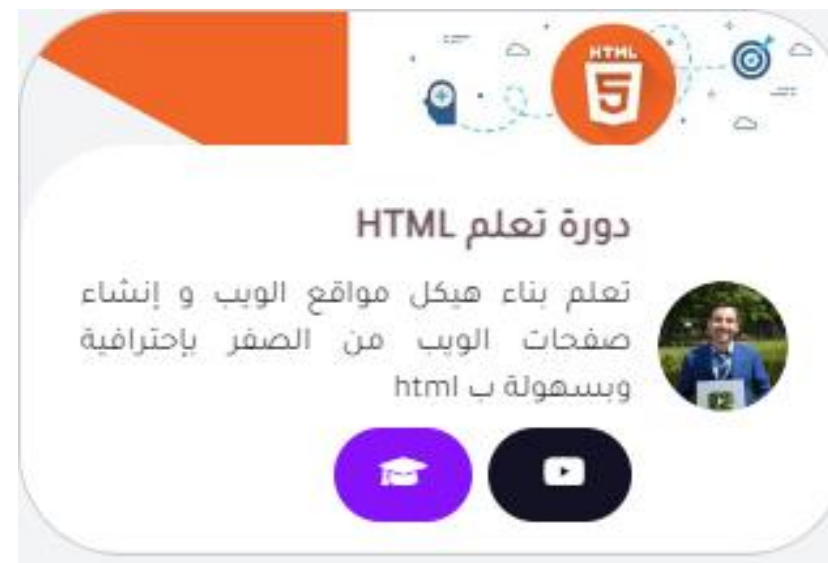 HTML
5
دورة تعلم HTML
تعلم بناء هيكل مواقع الويب و إنشاء
صفحات الويب من الصفر بإحترافية
وبسهولة ب html